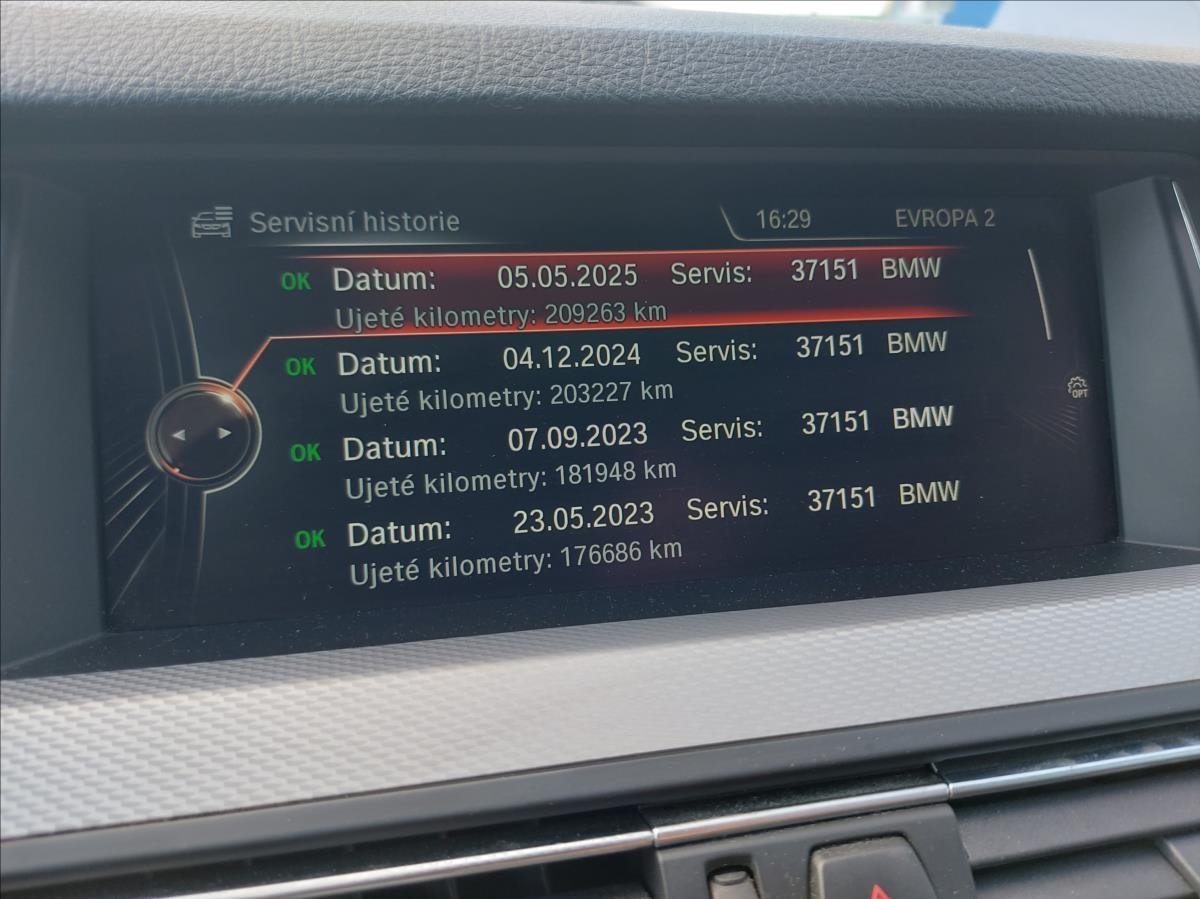 Servisní historie 16:29 EVROPA 2
OK Datum: 05.05.2025 Servis: 37151 BMW
Ujeté kilometry: 209263 km
OK Datum: 04.12.2024 Servis: 37151 BMW
Ujeté kilometry: 203227 km
OPT
OK Datum: 07.09.2023 Servis: 37151 BMW
Ujeté kilometry: 181948 km
OK Datum: 23.05.2023 Servis: 37151 BMW
Ujeté kilometry: 176686 km